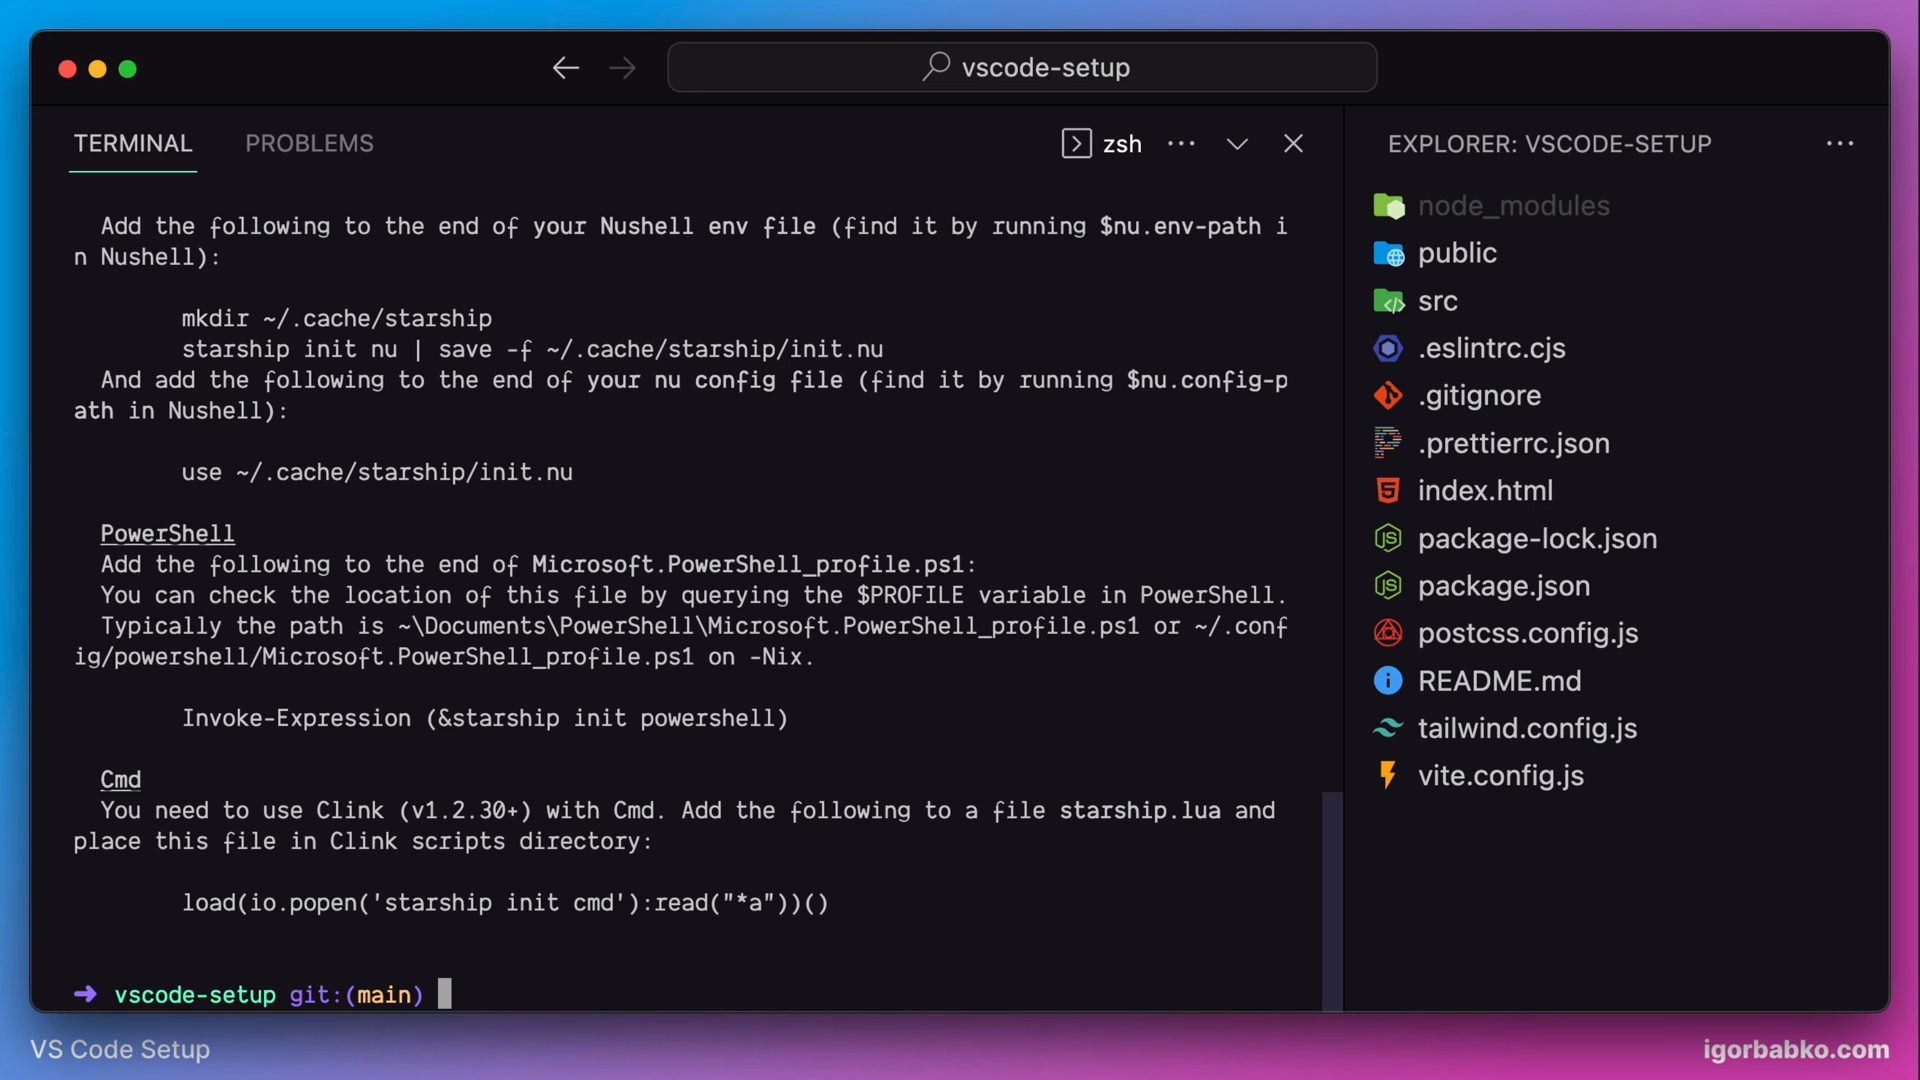 vscode-setup
TERMINAL PROBLEMS
zsh
Add the following to the end of your Nushell env file (find it by running $nu.env-path i
n Nushell):
mkdir ~/.cache/starship
starship init nu | save -f ~/.cache/starship/init.nu
And add the following to the end of your nu config file (find it by running $nu.config-p
ath in Nushell):
use ~/.cache/starship/init.nu
PowerShell
Add the following to the end of Microsoft.PowerShell_profile.ps1:
You can check the location of this file by querying the $PROFILE variable in PowerShell.
Typically the path is ~\Documents\PowerShell\Microsoft.PowerShell_profile.ps1 or ~/.conf
ig/powershell/Microsoft.PowerShell_profile.ps1 on -Nix.
Invoke-Expression (&starship init powershell)
Cmd
You need to use Clink (v1.2.30+) with Cmd. Add the following to a file starship.lua and
place this file in Clink scripts directory:
load(io.popen('starship init cmd'):read("*a"))()
➜ vscode-setup git:(main)
EXPLORER: VSCODE-SETUP
node_modules
public
src
.eslintrc.cjs
.gitignore
.prettierrc.json
index.html
package-lock.json
package.json
postcss.config.js
README.md
tailwind.config.js
vite.config.js
VS Code Setup
igorbabko.com